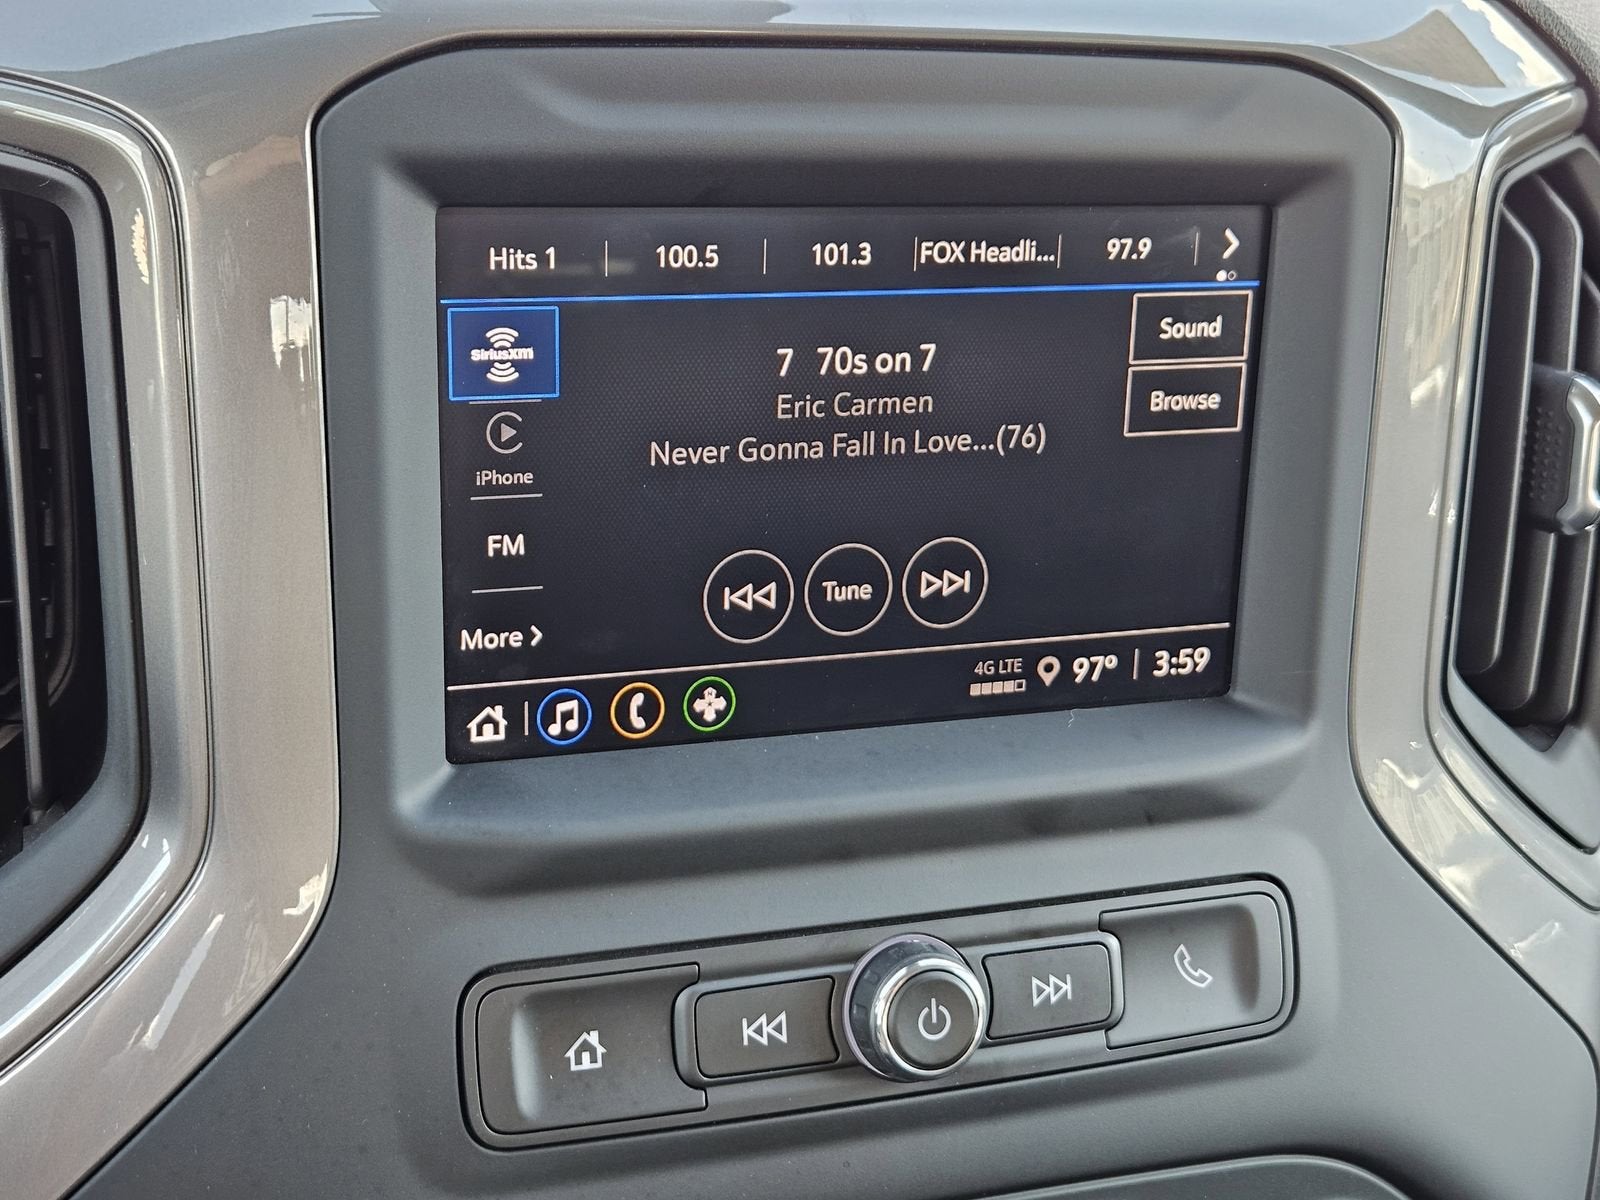 Hits 1 | 100.5 | 101.3 | FOX Headli... | 97.9
SiriusXM
7 70s on 7
Eric Carmen
Never Gonna Fall In Love...(76)
Sound
Browse
iPhone
FM
More
Tune
4G LTE 97° | 3:59